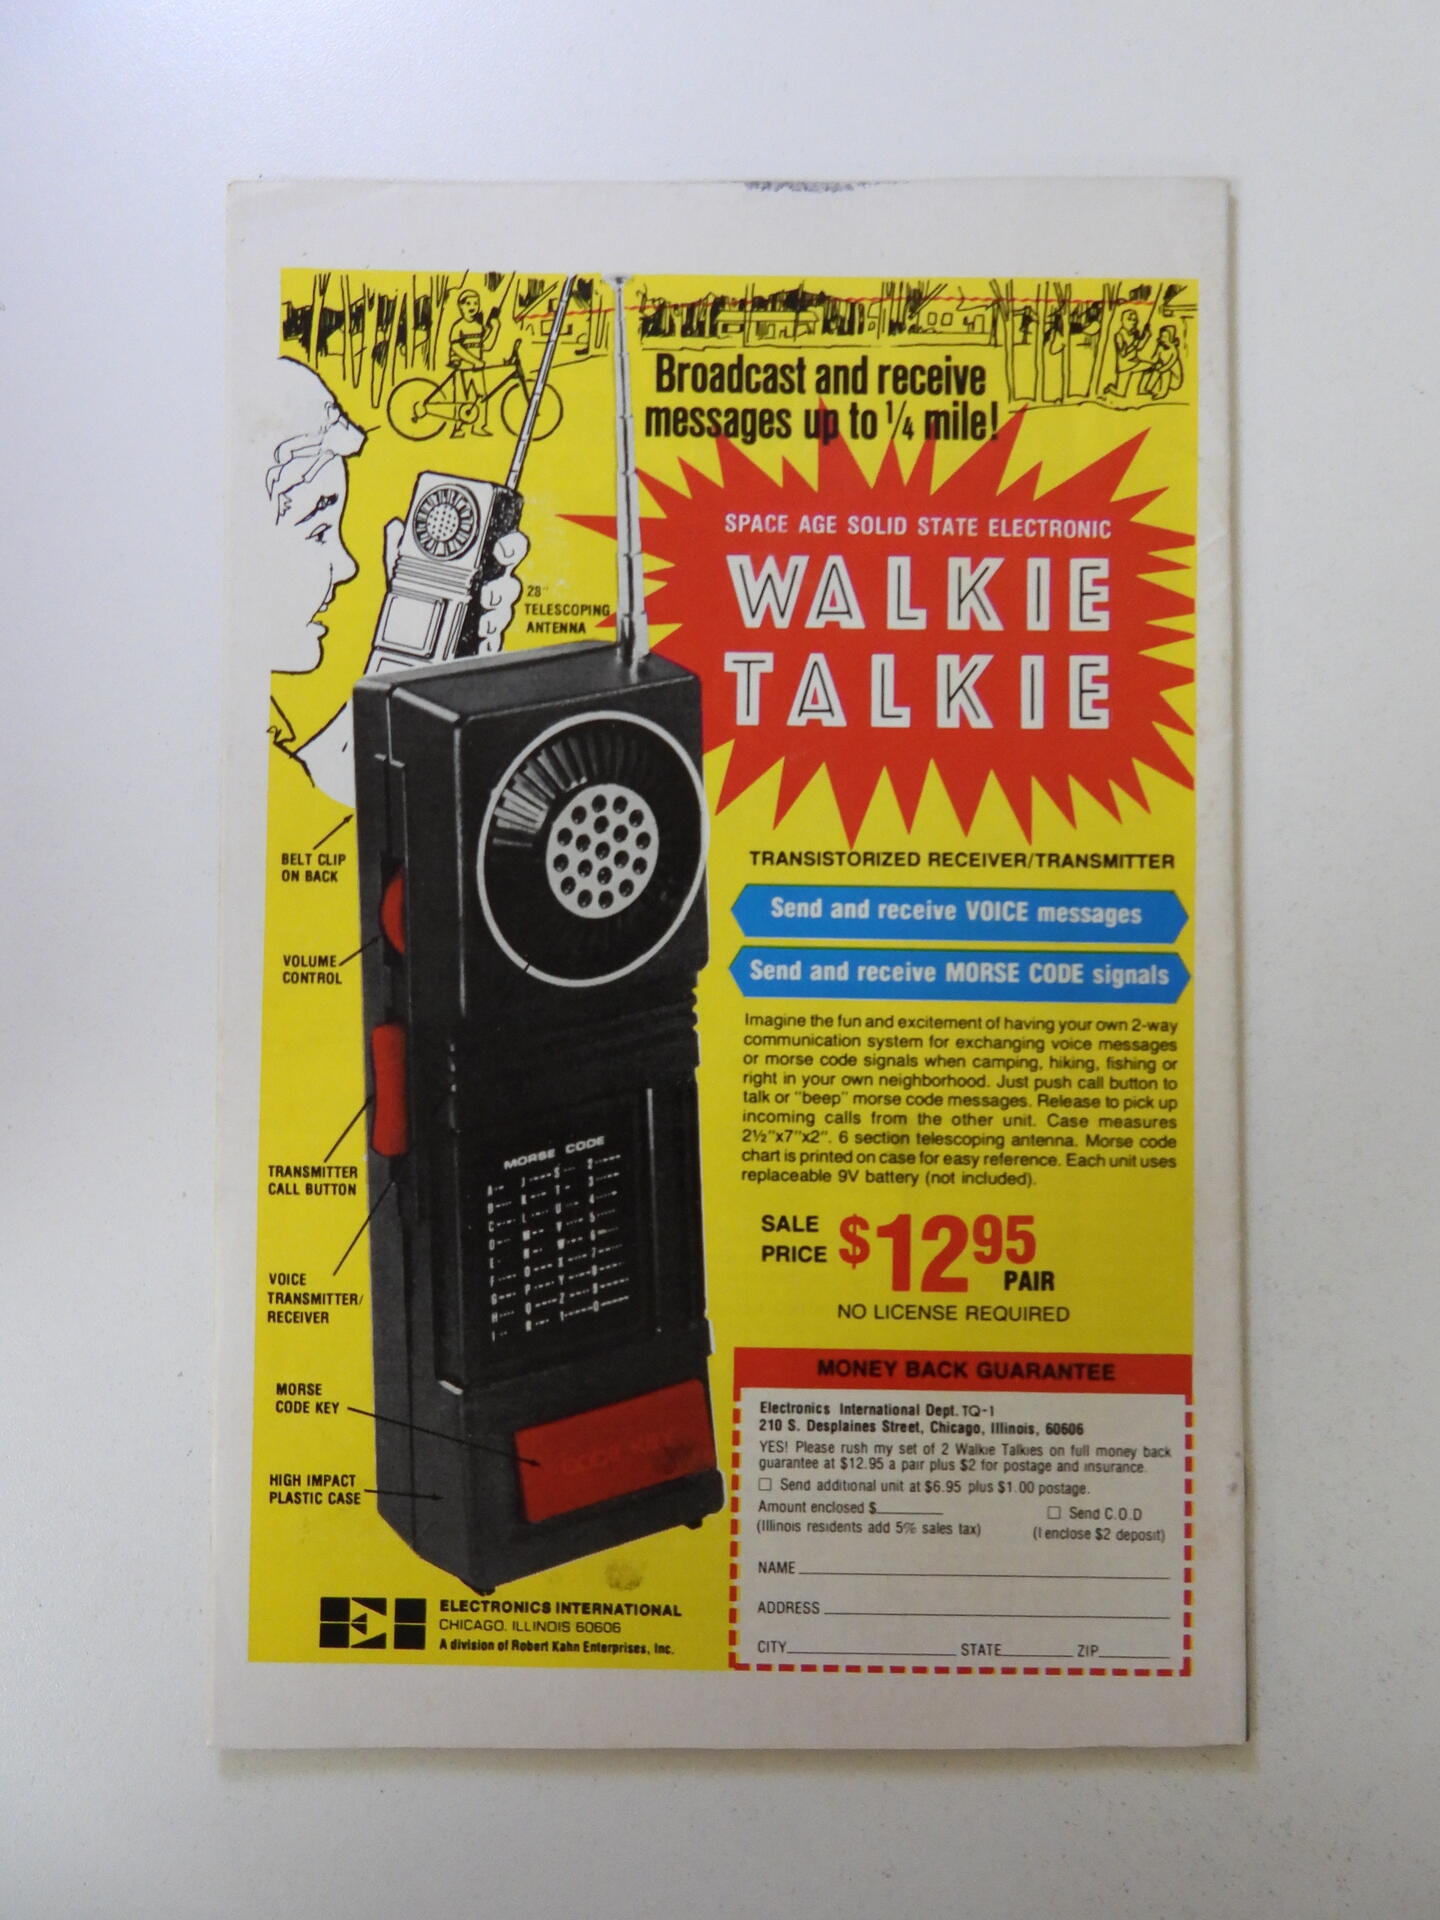 Broadcast and receive
messages up to 1/4 mile!
SPACE AGE SOLID STATE ELECTRONIC
WALKIE
TALKIE
28"
TELESCOPING
ANTENNA
BELT CLIP
ON BACK
VOLUME
CONTROL
TRANSMITTER
CALL BUTTON
VOICE
TRANSMITTER/
RECEIVER
MORSE
CODE KEY
HIGH IMPACT
PLASTIC CASE
MORSE CODE
TRANSISTORIZED RECEIVER/TRANSMITTER
Send and receive VOICE messages
Send and receive MORSE CODE signals
Imagine the fun and excitement of having your own 2-way
communication system for exchanging voice messages
or morse code signals when camping, hiking, fishing or
right in your own neighborhood. Just push call button to
talk or "beep" morse code messages. Release to pick up
incoming calls from the other unit. Case measures
2½"x7"x2". 6 section telescoping antenna. Morse code
chart is printed on case for easy reference. Each unit uses
replaceable 9V battery (not included).
SALE
PRICE $12.95
PAIR
NO LICENSE REQUIRED
MONEY BACK GUARANTEE
Electronics International Dept. TQ-1
210 S. Desplaines Street, Chicago, Illinois, 60606
YES! Please rush my set of 2 Walkie Talkies on full money back
guarantee at $12.95 a pair plus $2 for postage and insurance.
☐ Send additional unit at $6.95 plus $1.00 postage.
Amount enclosed $ ☐ Send C.O.D
(Illinois residents add 5% sales tax) (I enclose $2 deposit)
NAME
ADDRESS
CITY STATE ZIP
EI
ELECTRONICS INTERNATIONAL
CHICAGO, ILLINOIS 60606
A division of Robert Kahn Enterprises, Inc.